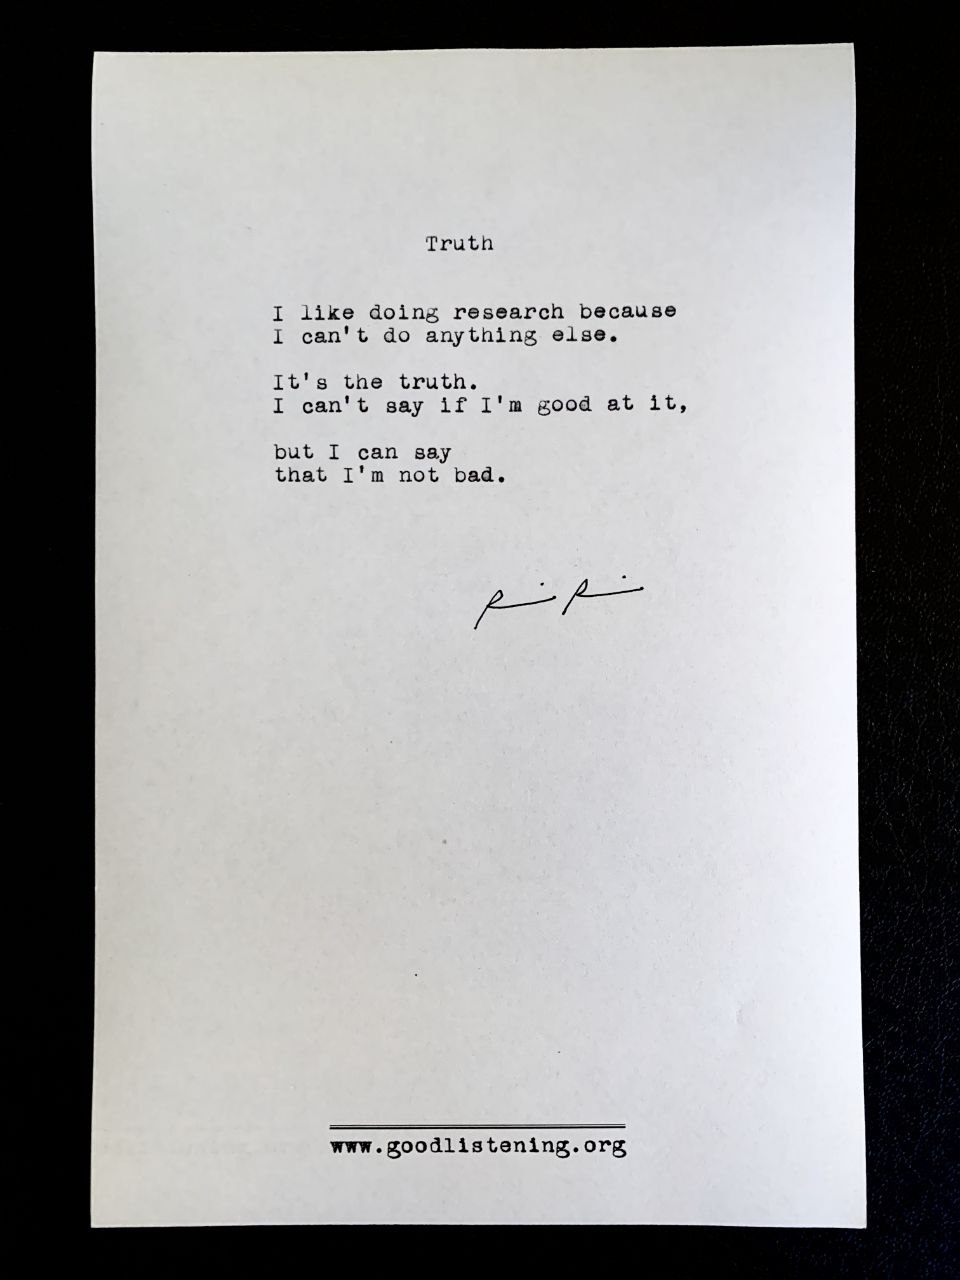 Truth
I like doing research because
I can't do anything else.
It's the truth.
I can't say if I'm good at it,
but I can say
that I'm not bad.
www.goodlistening.org